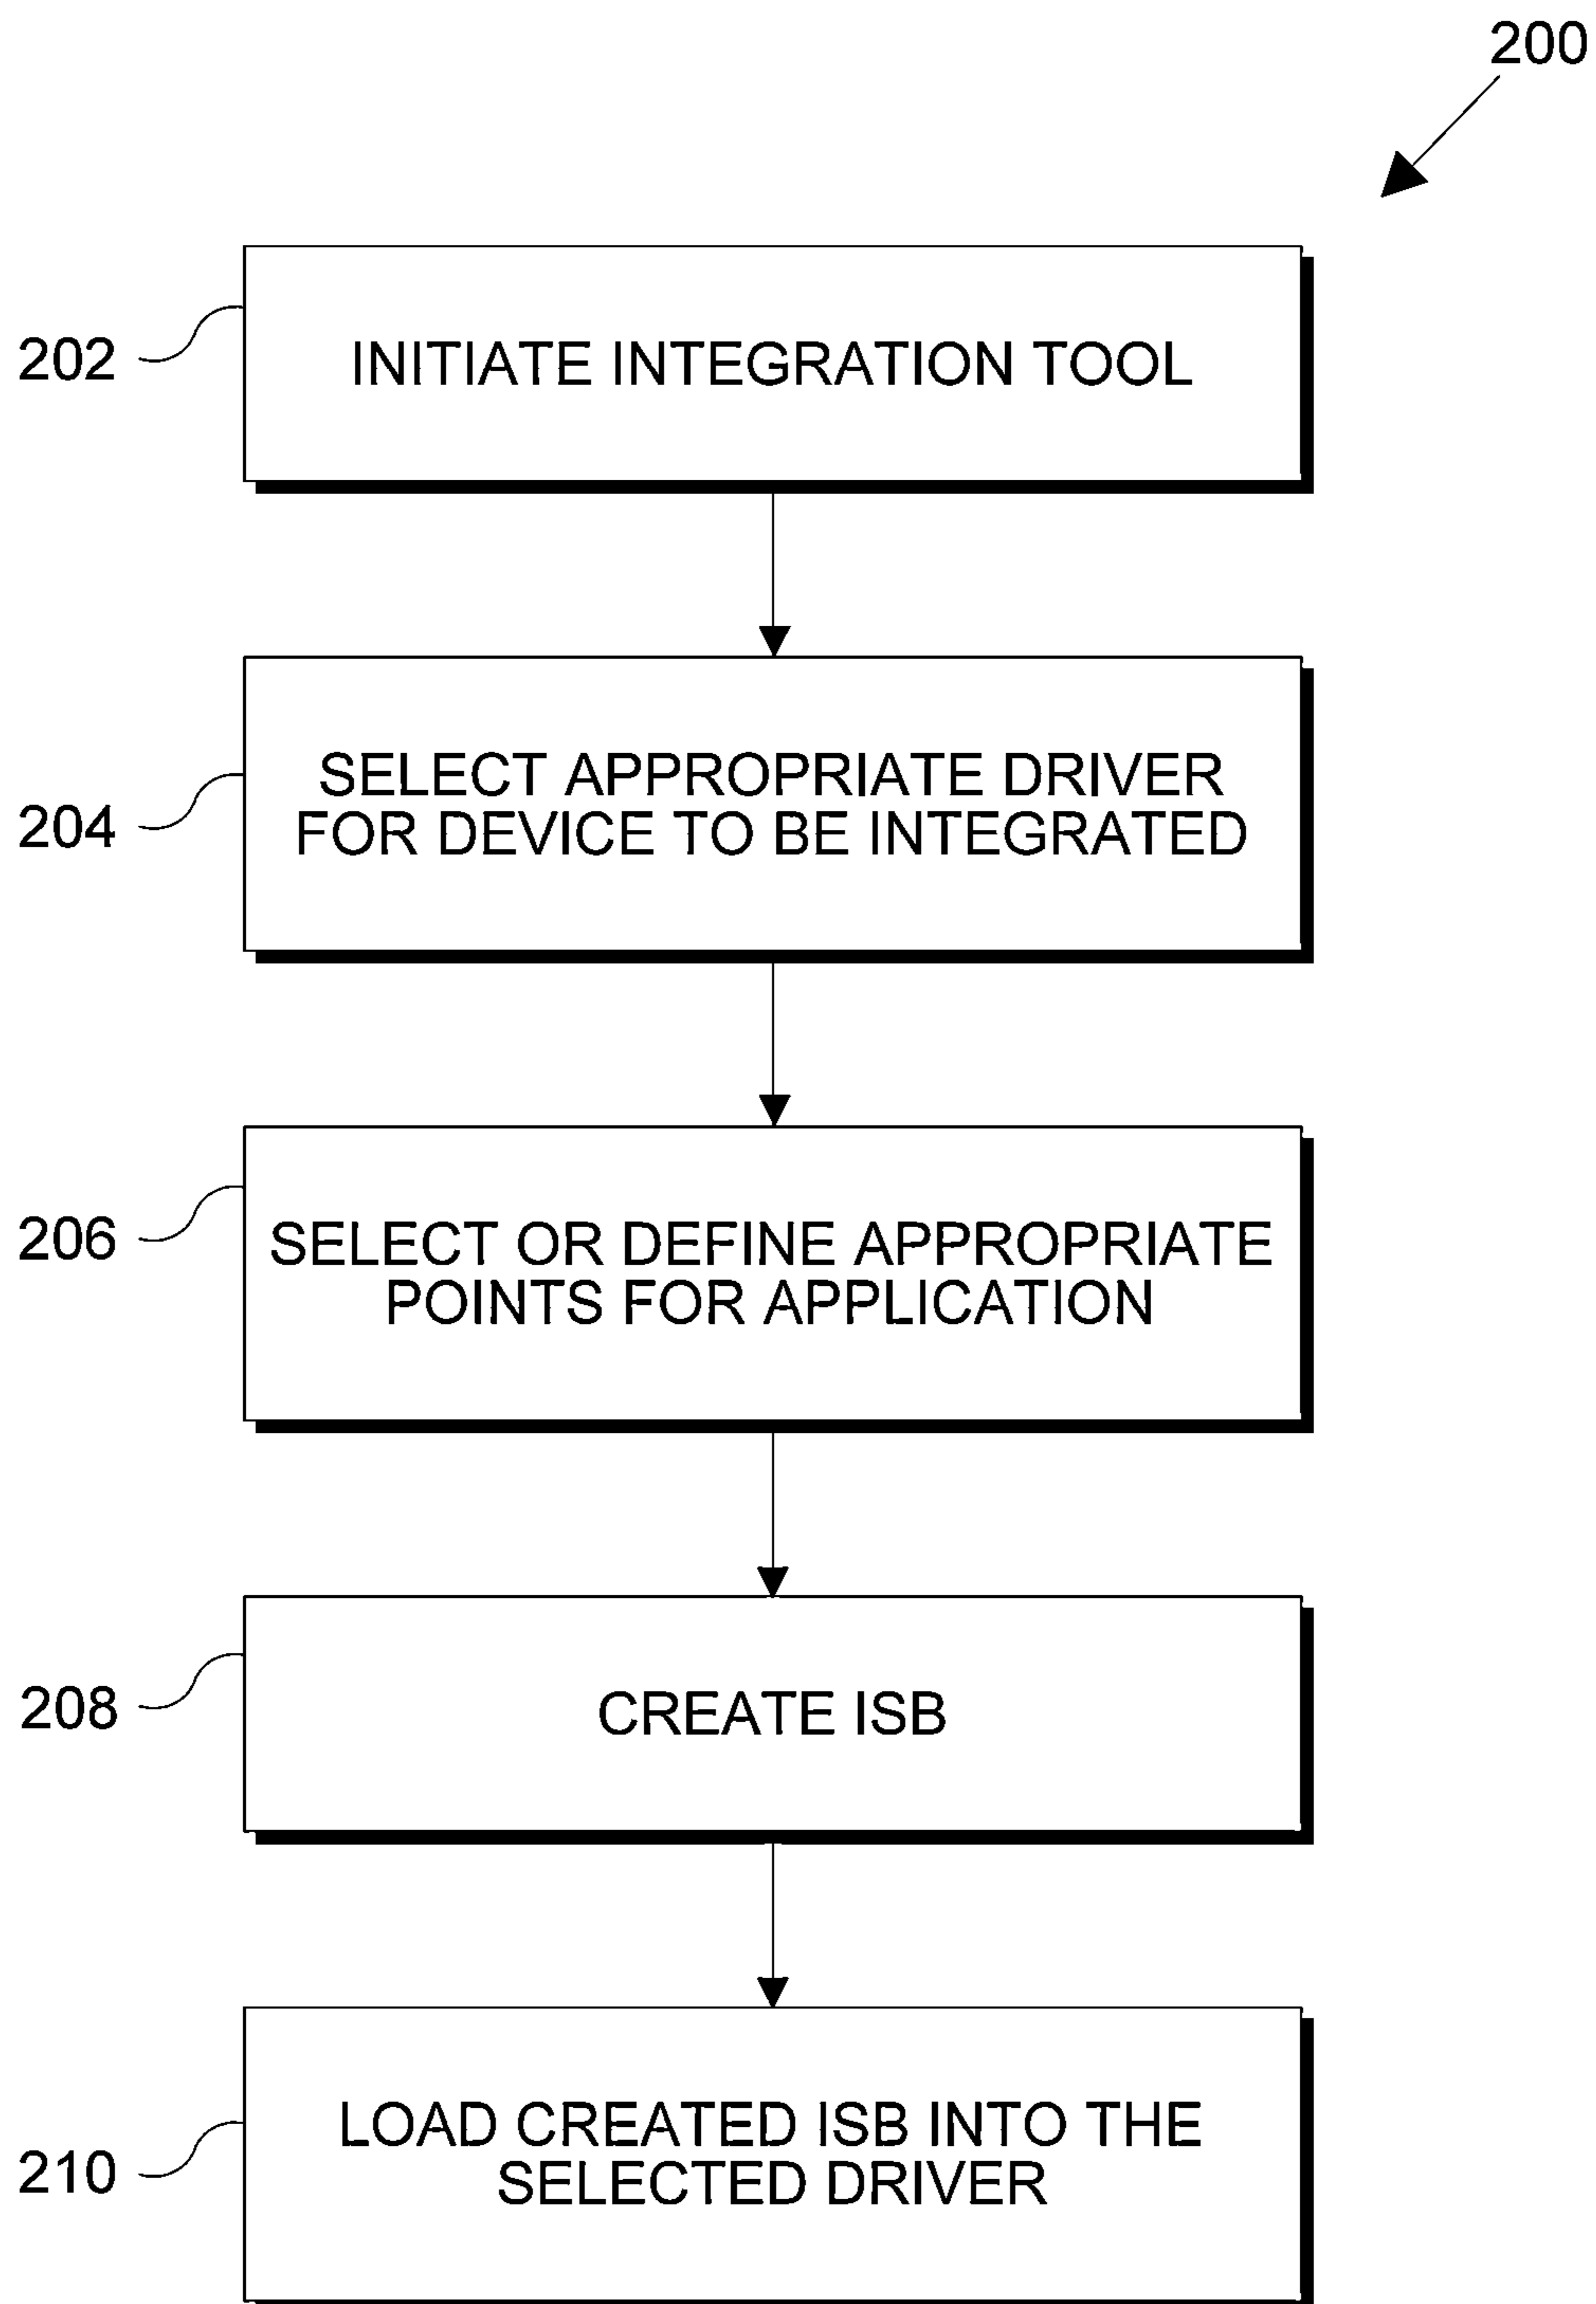 200
202
INITIATE INTEGRATION TOOL
204
SELECT APPROPRIATE DRIVER
FOR DEVICE TO BE INTEGRATED
206
SELECT OR DEFINE APPROPRIATE
POINTS FOR APPLICATION
208
CREATE ISB
210
LOAD CREATED ISB INTO THE
SELECTED DRIVER